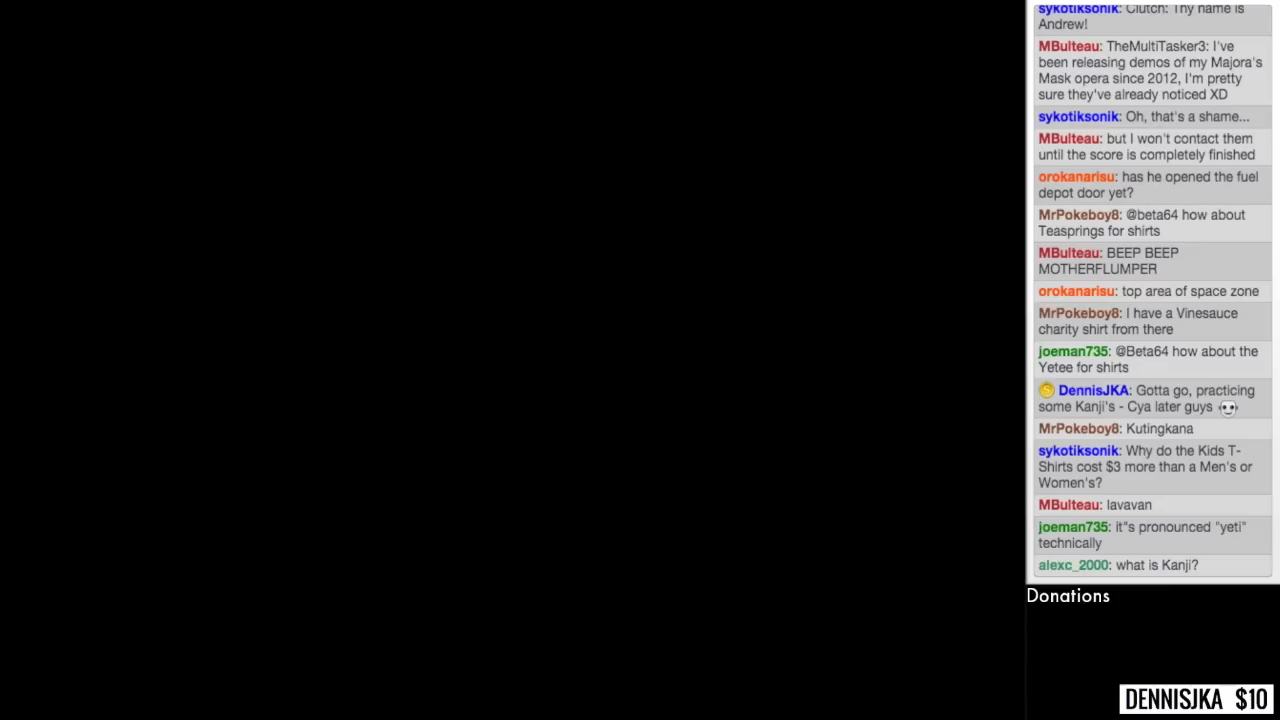 sykotiksonik: Clutch: Thy name is
Andrew!
MBulteau: TheMultiTasker3: I've
been releasing demos of my Majora's
Mask opera since 2012, I'm pretty
sure they've already noticed XD
sykotiksonik: Oh, that's a shame...
MBulteau: but I won't contact them
until the score is completely finished
orokanarisu: has he opened the fuel
depot door yet?
MrPokeboy8: @beta64 how about
Teasprings for shirts
MBulteau: BEEP BEEP
MOTHERFLUMPER
orokanarisu: top area of space zone
MrPokeboy8: I have a Vinesauce
charity shirt from there
joeman735: @Beta64 how about the
Yetee for shirts
DennisJKA: Gotta go, practicing
some Kanji's - Cya later guys
MrPokeboy8: Kutingkana
sykotiksonik: Why do the Kids T-
Shirts cost $3 more than a Men's or
Women's?
MBulteau: lavavan
joeman735: it"s pronounced "yeti"
technically
alexc_2000: what is Kanji?
Donations
DENNISJKA $10